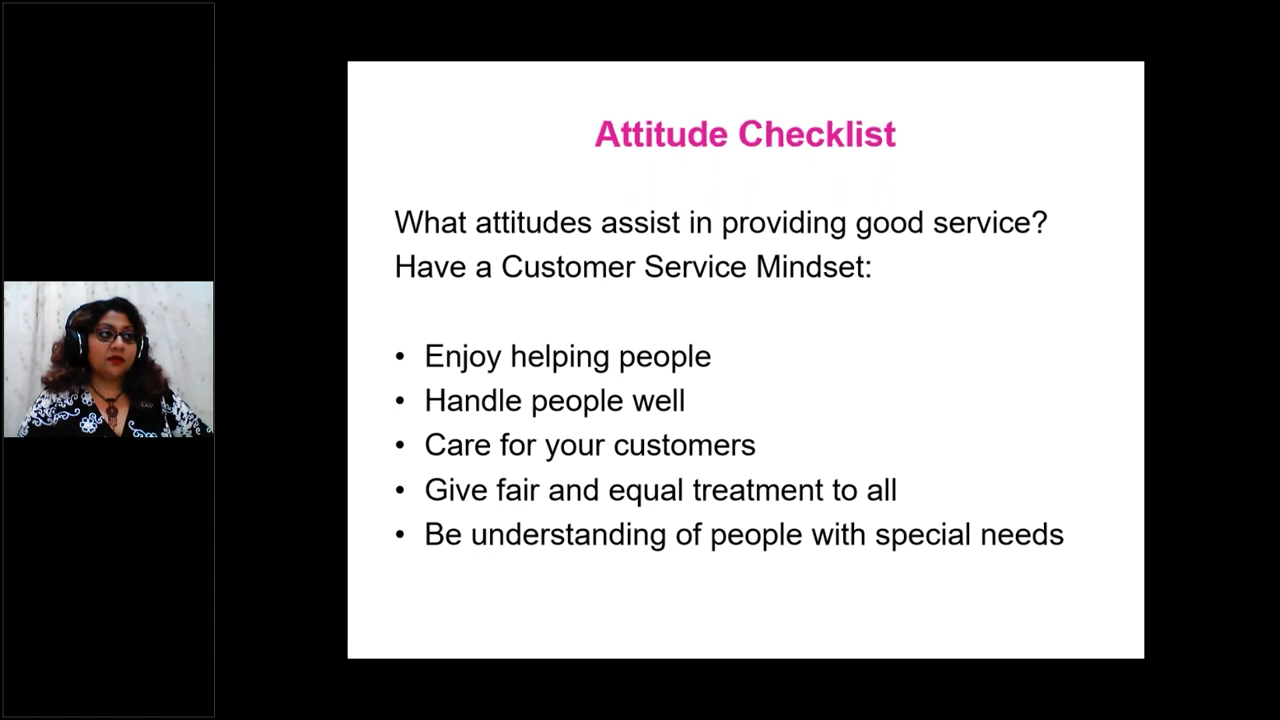 Attitude Checklist
What attitudes assist in providing good service?
Have a Customer Service Mindset:
• Enjoy helping people
• Handle people well
• Care for your customers
• Give fair and equal treatment to all
• Be understanding of people with special needs